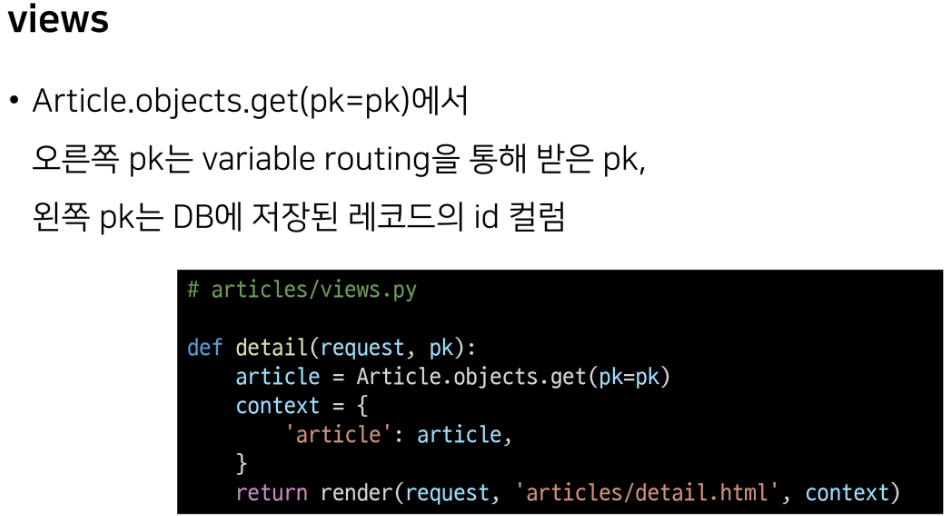 views
• Article.objects.get(pk=pk)에서
오른쪽 pk는 variable routing을 통해 받은 pk,
왼쪽 pk는 DB에 저장된 레코드의 id 컬럼
# articles/views.py
def detail(request, pk):
    article = Article.objects.get(pk=pk)
    context = {
        'article': article,
    }
    return render(request, 'articles/detail.html', context)